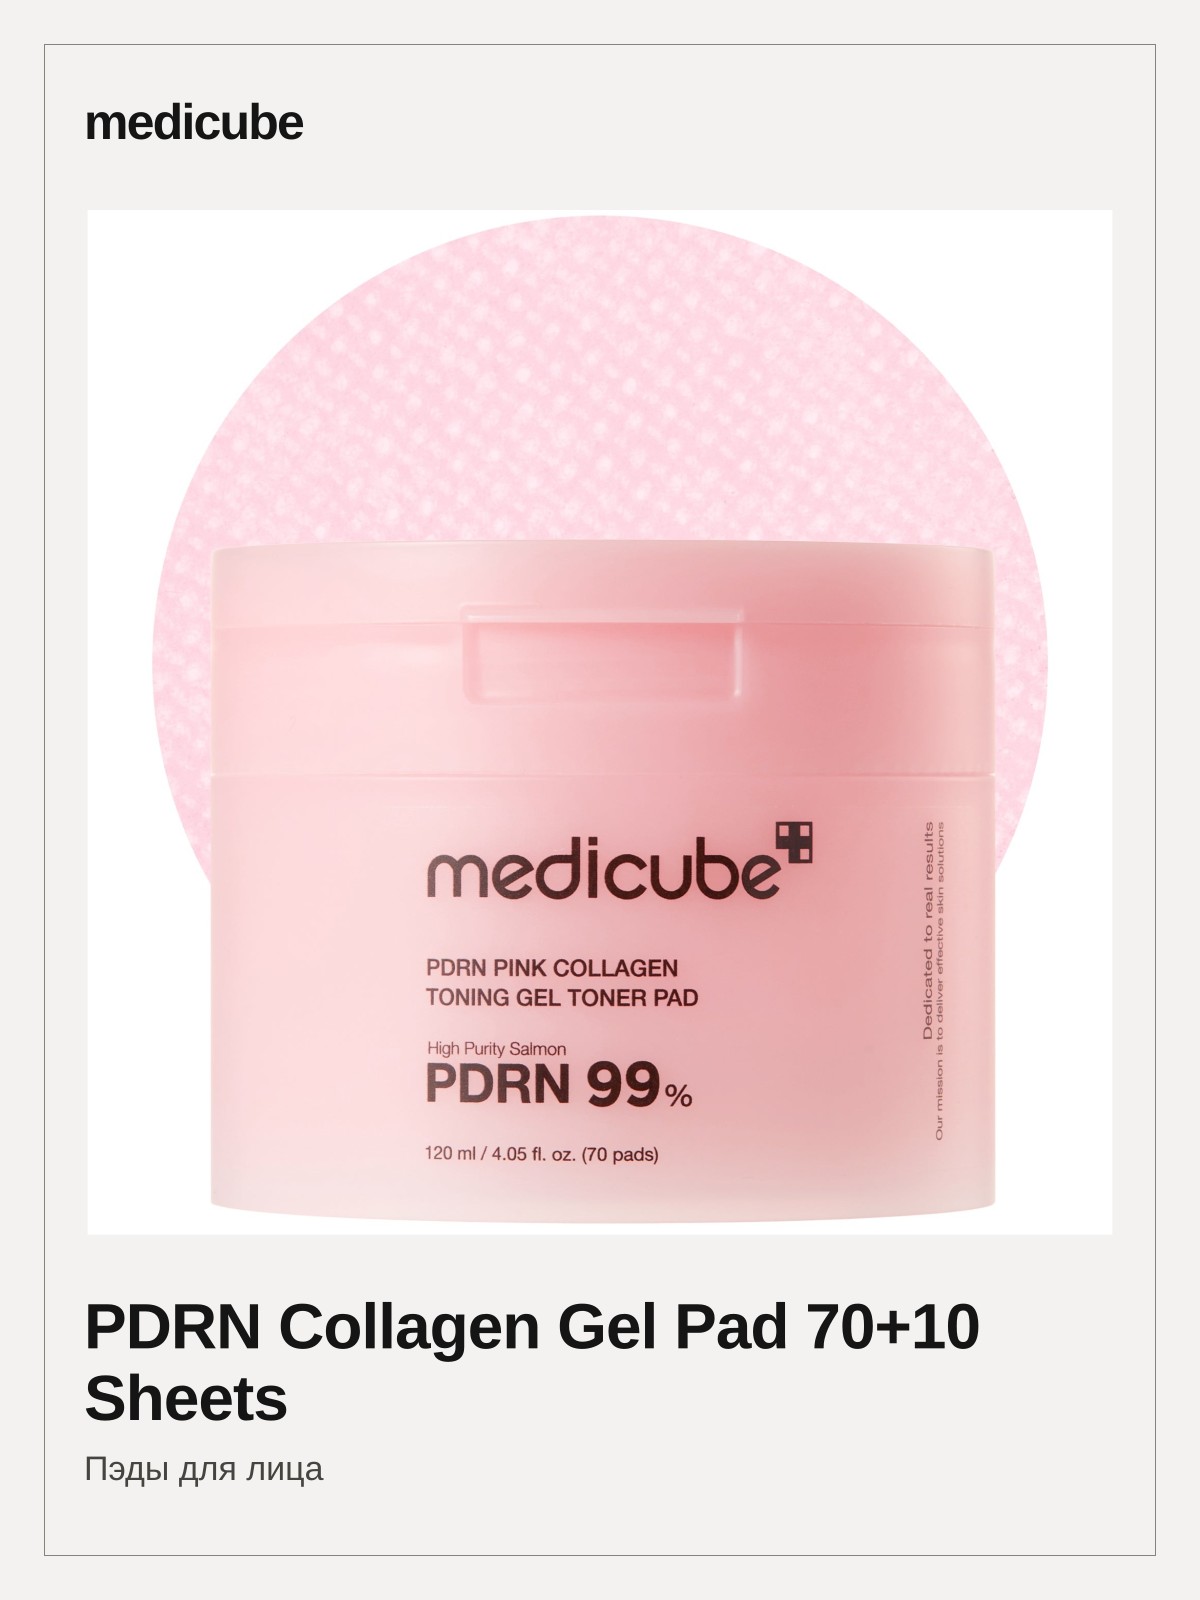 medicube
medicube
PDRN PINK COLLAGEN
TONING GEL TONER PAD
High Purity Salmon
PDRN 99%
120 ml / 4.05 fl. oz. (70 pads)
Dedicated to real results
Our mission is to deliver effective skin solutions
PDRN Collagen Gel Pad 70+10
Sheets
Пэды для лица